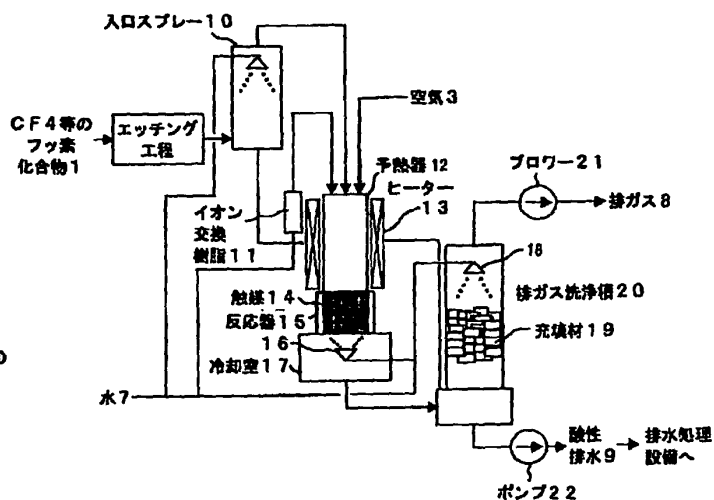 入口スプレー10
空気3
CF4等の
フッ素
化合物1
エッチング
工程
予熱器12
ヒーター
13
ブロワー21
排ガス8
イオン
交換
樹脂11
18
排ガス洗浄積20
触媒14
反応器15
充填材19
16
冷却室17
水7
酸性
排水9
排水処理
設備へ
ポンプ22